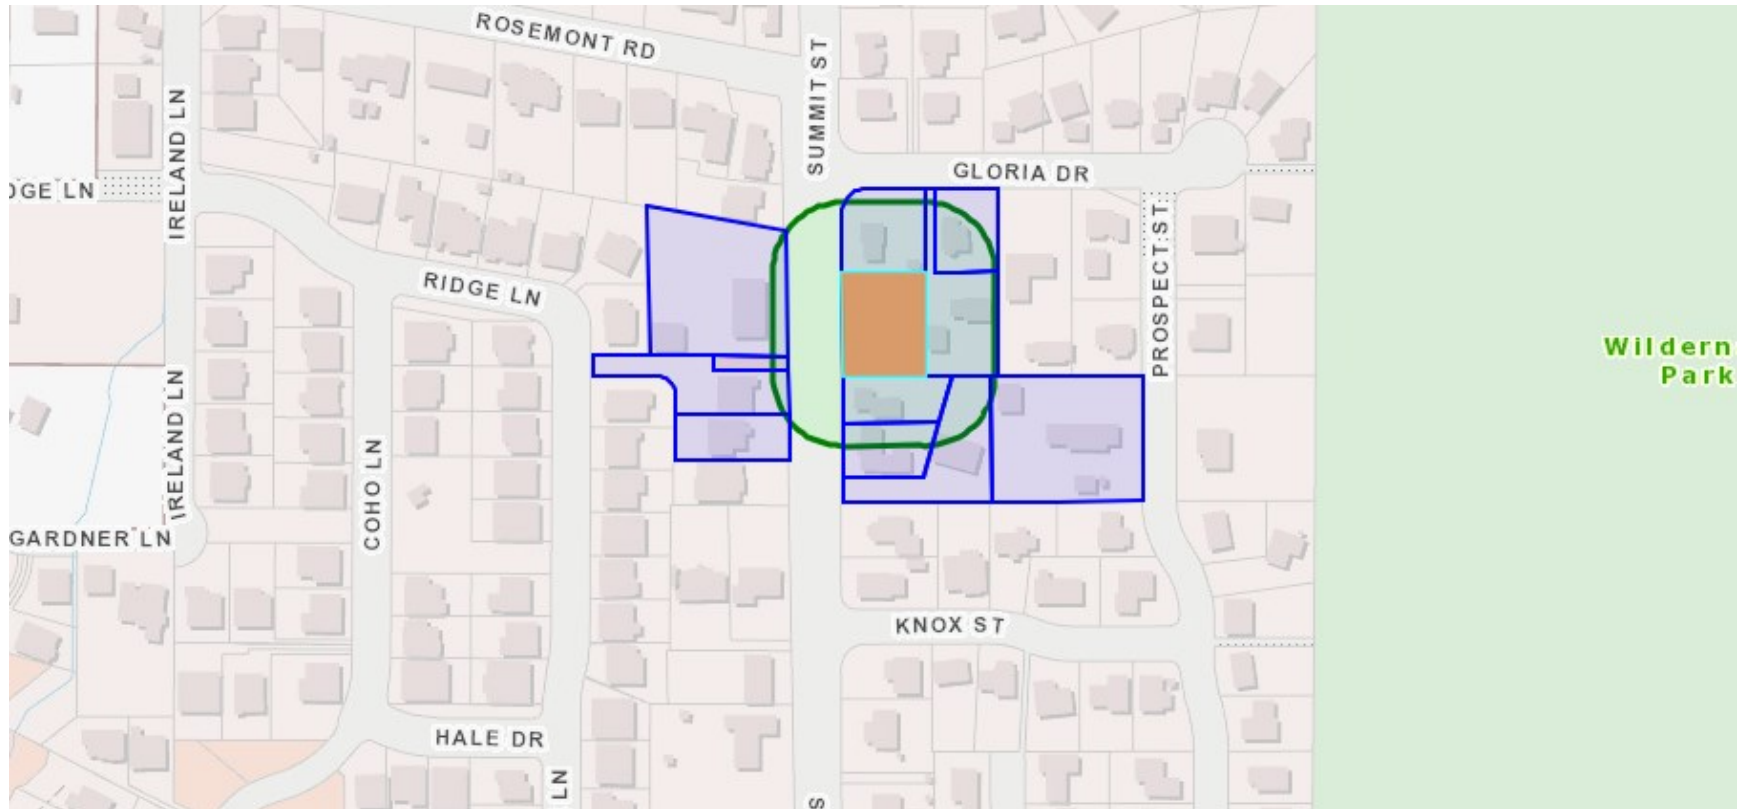 ROSEMONT RD
SUMMIT ST
IRELAND LN
GLORIA DR
DGE LN
PROSPECT ST
RIDGE LN
Wildern
Park
IRELAND LN
COHO LN
GARDNER LN
KNOX ST
HALE DR
LN
S